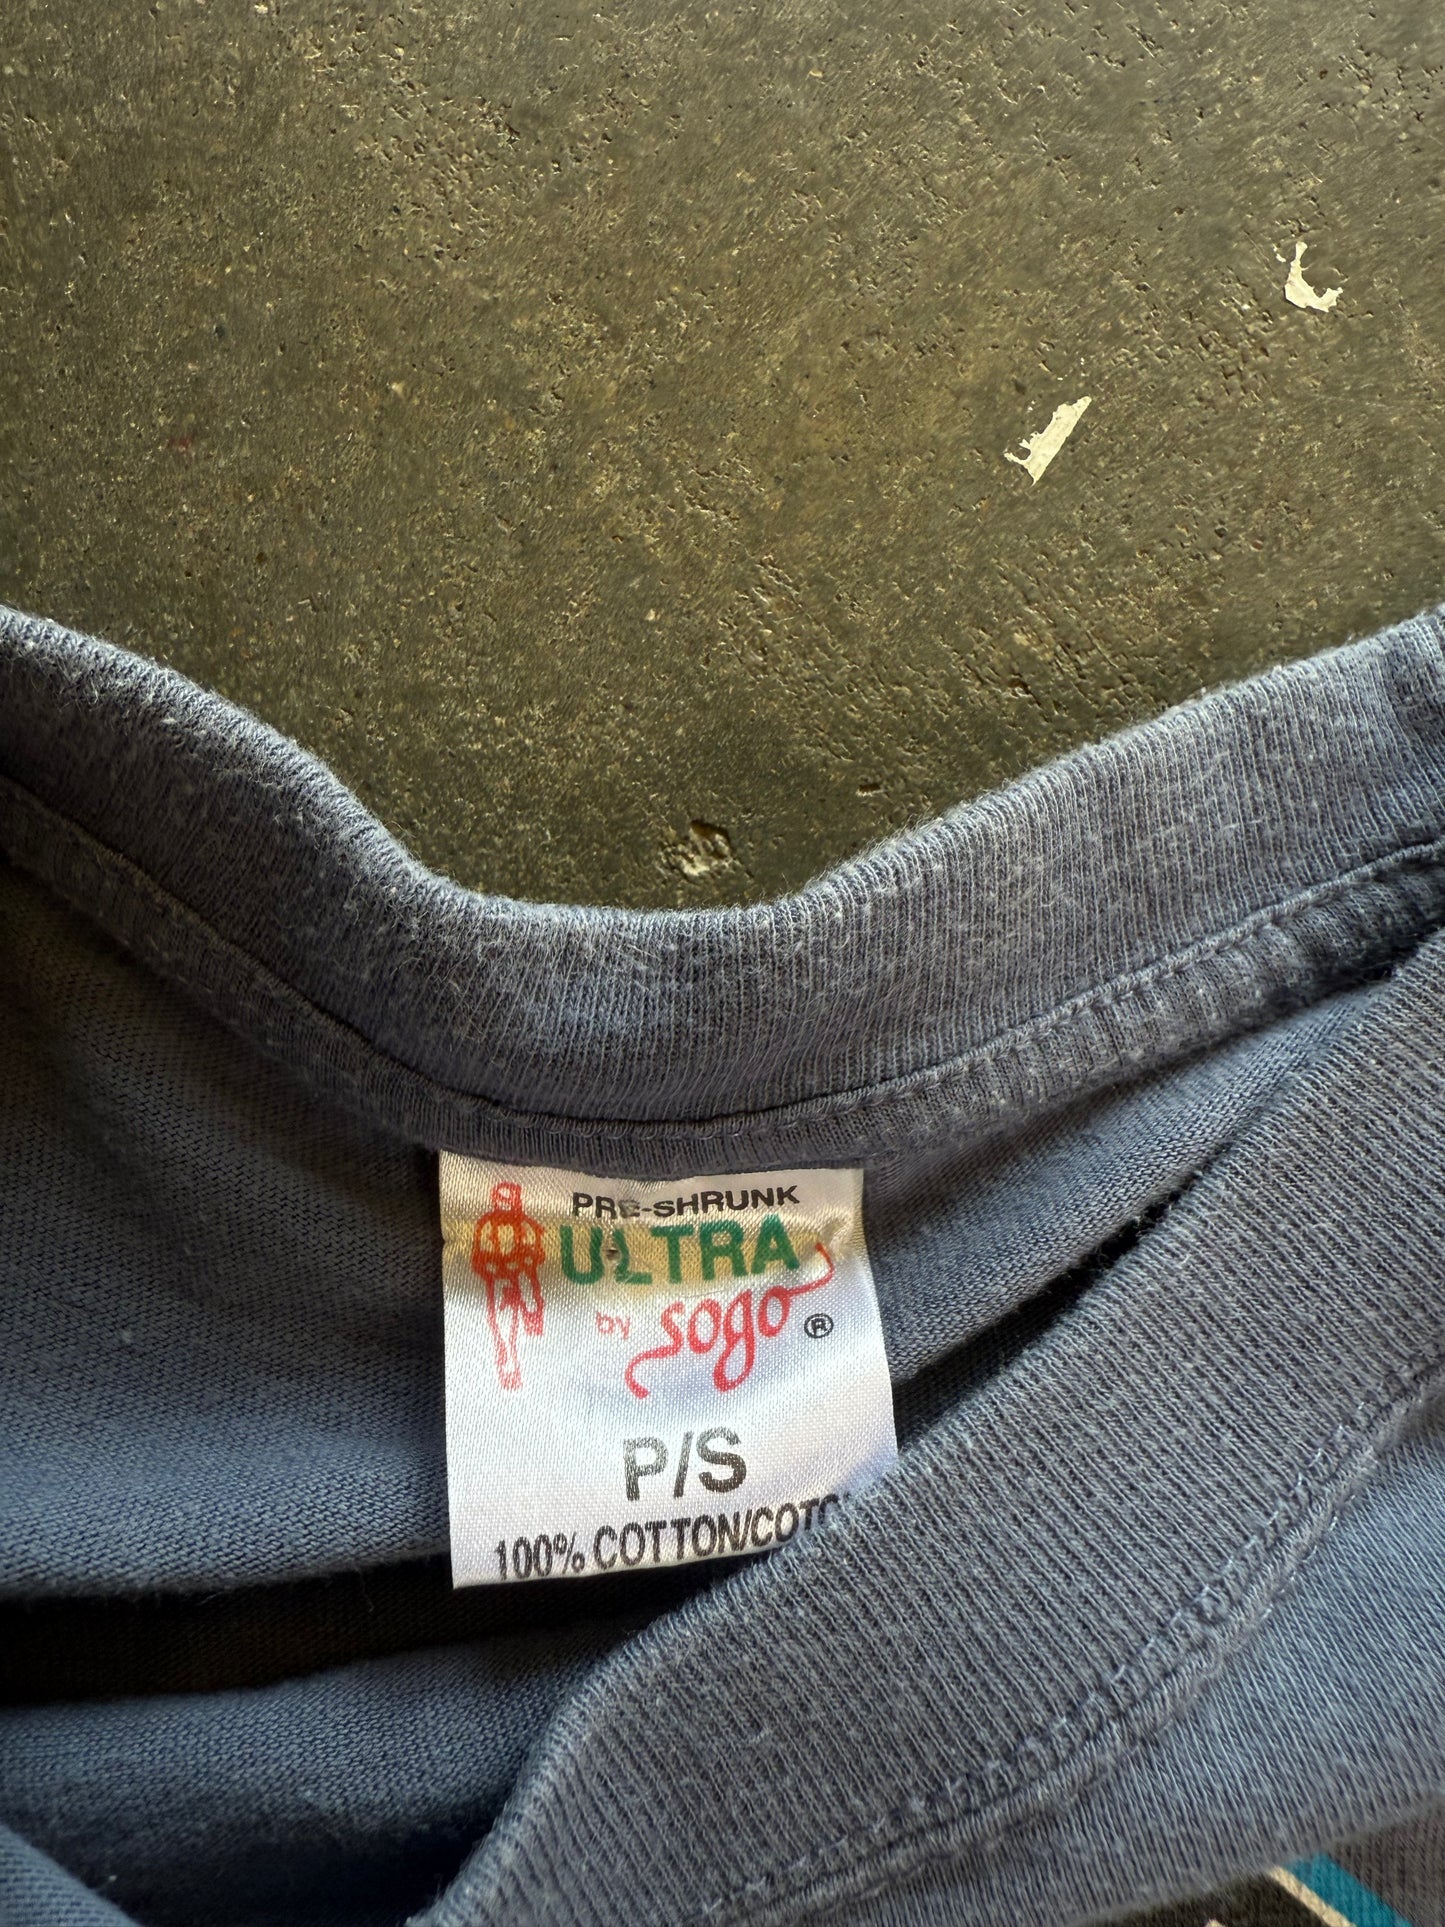 PRE-SHRUNK
ULTRA
by sogo ®
P/S
100% COTTON/COTO